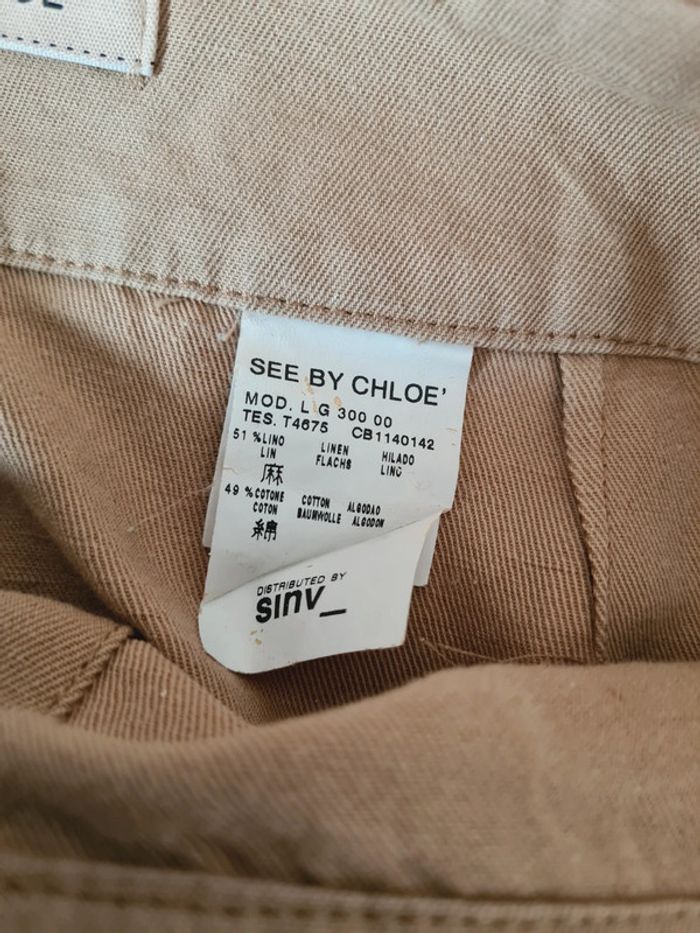 SEE BY CHLOE'
MOD. L G 300 00
TES. T4675 CB1140142
51 %LINO LINEN HILADO
LIN FLACHS LINO
麻
49 %COTONE COTTON ALGODAO
COTON BAUMWOLLE ALGODON
綿
DISTRIBUTED BY
sinv_